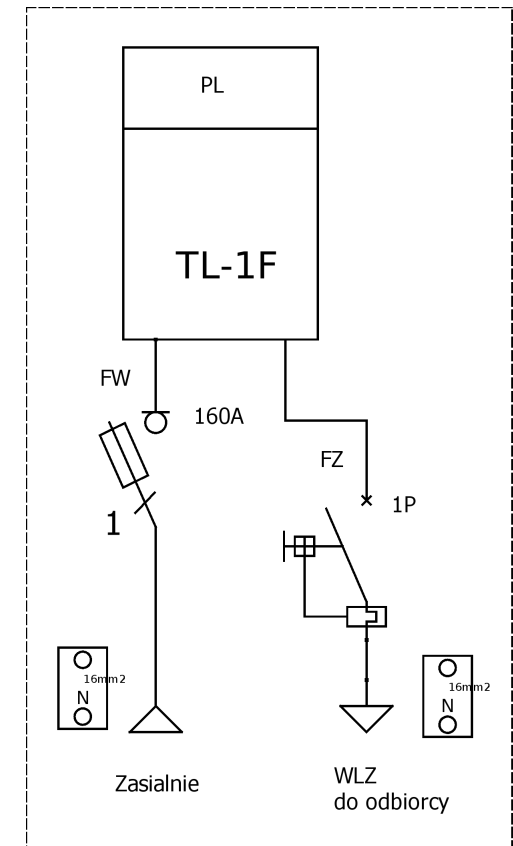 PL
TL-1F
FW
160A
FZ
1P
1
16mm2
N
16mm2
N
Zasialnie
WLZ
do odbiorcy